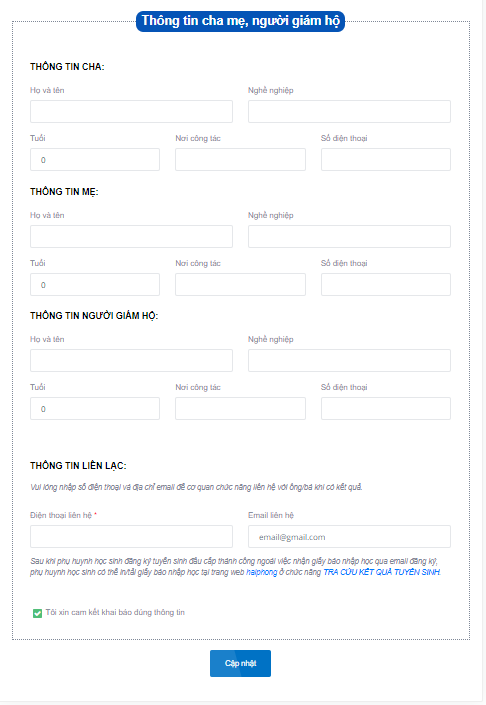 Thông tin cha mẹ, người giám hộ
THÔNG TIN CHA:
Họ và tên Nghề nghiệp
Tuổi Nơi công tác Số điện thoại
0
THÔNG TIN MẸ:
Họ và tên Nghề nghiệp
Tuổi Nơi công tác Số điện thoại
0
THÔNG TIN NGƯỜI GIÁM HỘ:
Họ và tên Nghề nghiệp
Tuổi Nơi công tác Số điện thoại
0
THÔNG TIN LIÊN LẠC:
Vui lòng nhập số điện thoại và địa chỉ email để cơ quan chức năng liên hệ với ông/bà khi có kết quả.
Điện thoại liên hệ * Email liên hệ
email@gmail.com
Sau khi phụ huynh học sinh đăng ký tuyển sinh đầu cấp thành công ngoài việc nhận giấy báo nhập học qua email đăng ký,
phụ huynh học sinh có thể in/tải giấy báo nhập học tại trang web haiphong ở chức năng TRA CỨU KẾT QUẢ TUYỂN SINH.
Tôi xin cam kết khai báo đúng thông tin
Cập nhật